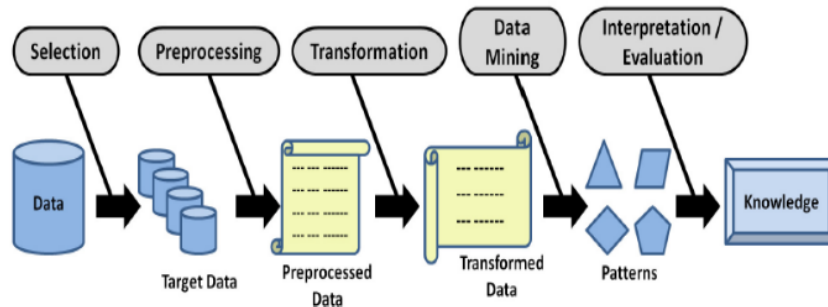 Selection
Preprocessing
Transformation
Data
Mining
Interpretation /
Evaluation
Data
Target Data
Preprocessed
Data
Transformed
Data
Patterns
Knowledge